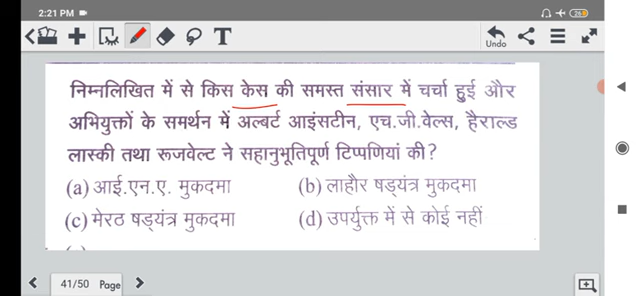 2:21 PM
26
T
Undo
निम्नलिखित में से किस केस की समस्त संसार में चर्चा हुई और
अभियुक्तों के समर्थन में अल्बर्ट आइंसटीन, एच.जी.वेल्स, हैराल्ड
लास्की तथा रूजवेल्ट ने सहानुभूतिपूर्ण टिप्पणियां की?
(a) आई.एन.ए. मुकदमा (b) लाहौर षड्यंत्र मुकदमा
(c) मेरठ षड्यंत्र मुकदमा (d) उपर्युक्त में से कोई नहीं
41/50 Page